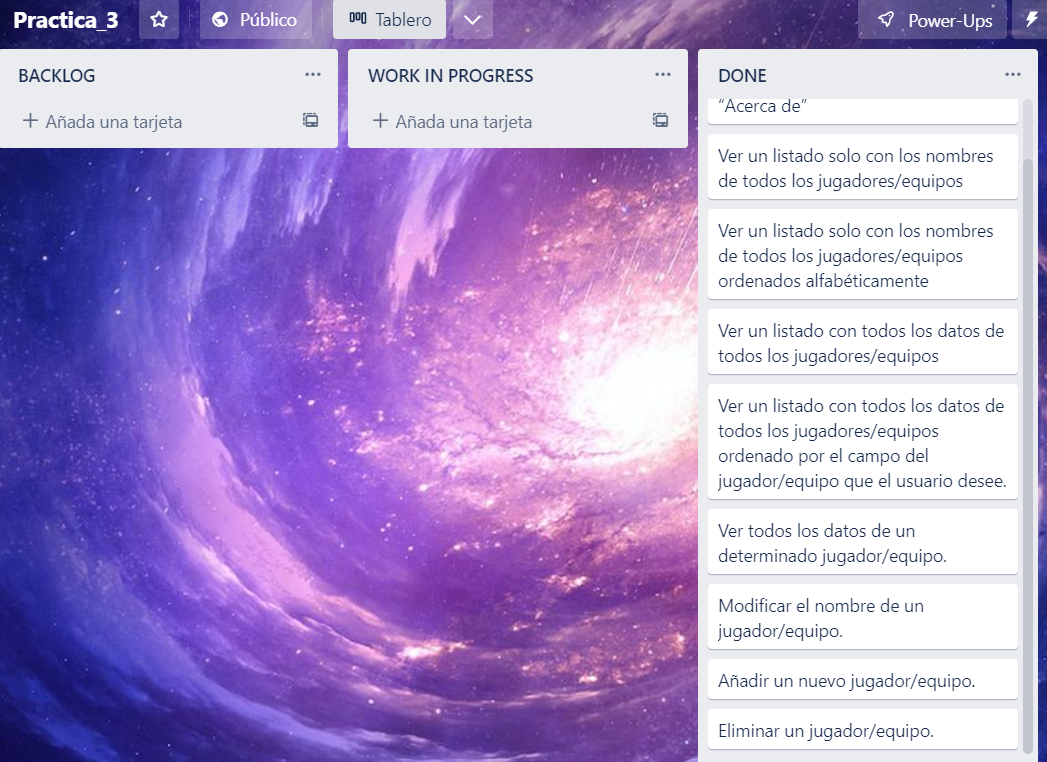 Practica_3
Público
Tablero
Power-Ups
BACKLOG
Añada una tarjeta
WORK IN PROGRESS
Añada una tarjeta
DONE
“Acerca de”
Ver un listado solo con los nombres
de todos los jugadores/equipos
Ver un listado solo con los nombres
de todos los jugadores/equipos
ordenados alfabéticamente
Ver un listado con todos los datos de
todos los jugadores/equipos
Ver un listado con todos los datos de
todos los jugadores/equipos
ordenado por el campo del
jugador/equipo que el usuario desee.
Ver todos los datos de un
determinado jugador/equipo.
Modificar el nombre de un
jugador/equipo.
Añadir un nuevo jugador/equipo.
Eliminar un jugador/equipo.